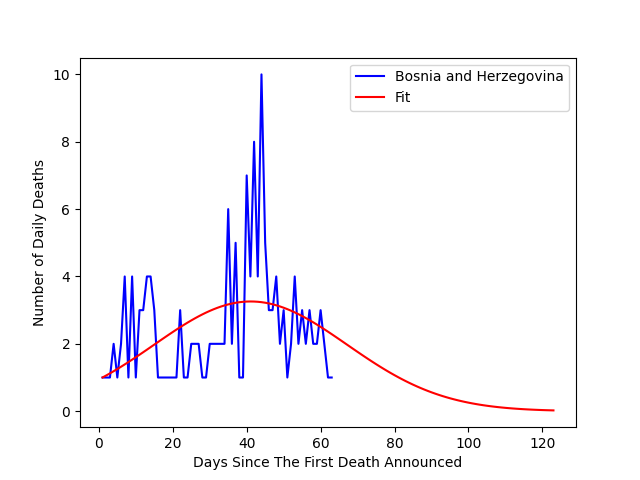 Bosnia and Herzegovina
Fit
Number of Daily Deaths
10
8
6
4
2
0
0 20 40 60 80 100 120
Days Since The First Death Announced